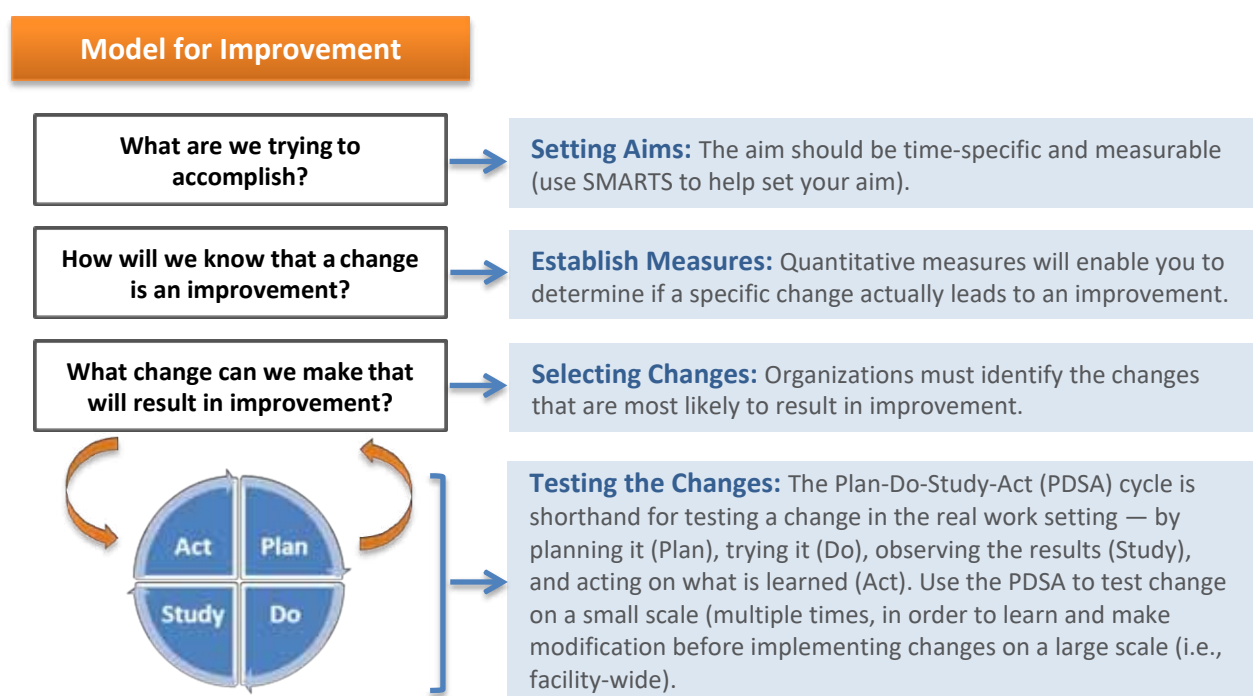 Model for Improvement
What are we trying to
accomplish?
Setting Aims: The aim should be time-specific and measurable
(use SMARTS to help set your aim).
How will we know that a change
is an improvement?
Establish Measures: Quantitative measures will enable you to
determine if a specific change actually leads to an improvement.
What change can we make that
will result in improvement?
Selecting Changes: Organizations must identify the changes
that are most likely to result in improvement.
Act
Plan
Study
Do
Testing the Changes: The Plan-Do-Study-Act (PDSA) cycle is
shorthand for testing a change in the real work setting — by
planning it (Plan), trying it (Do), observing the results (Study),
and acting on what is learned (Act). Use the PDSA to test change
on a small scale (multiple times, in order to learn and make
modification before implementing changes on a large scale (i.e.,
facility-wide).